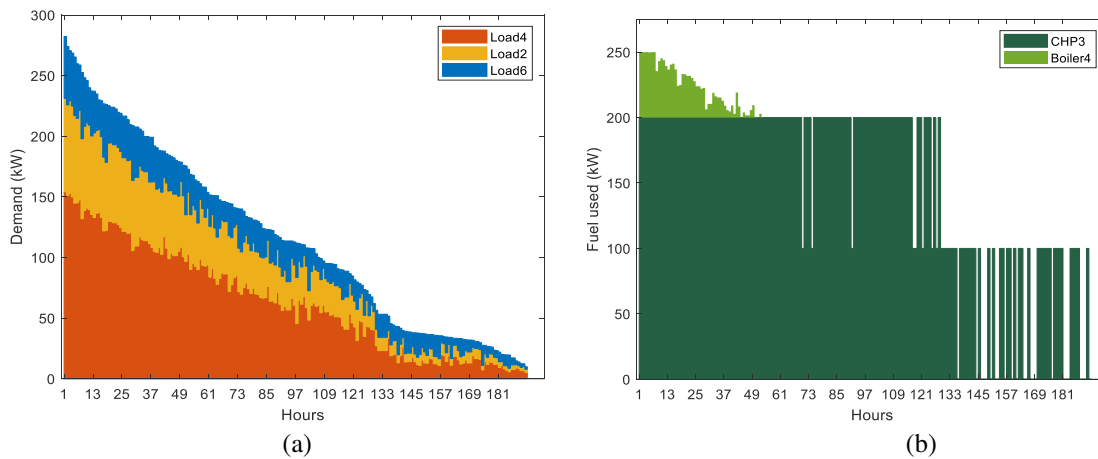 300
250
200
150
100
50
0
Demand (kW)
Load4
Load2
Load6
1 13 25 37 49 61 73 85 97 109 121 133 145 157 169 181
Hours
(a)
250
200
150
100
50
0
Fuel used (kW)
CHP3
Boiler4
1 13 25 37 49 61 73 85 97 109 121 133 145 157 169 181
Hours
(b)